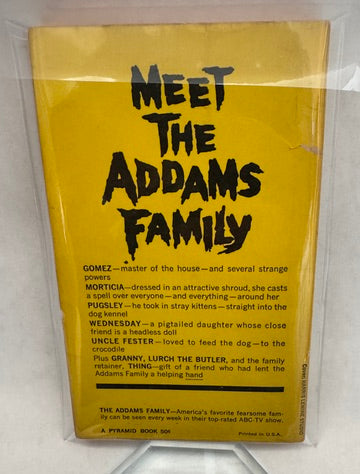 MEET
THE
ADDAMS
FAMILY
GOMEZ—master of the house—and several strange
powers
MORTICIA—dressed in an attractive shroud, she casts
a spell over everyone—and everything—around her
PUGSLEY—he took in stray kittens—straight into the
dog kennel
WEDNESDAY—a pigtailed daughter whose close
friend is a headless doll
UNCLE FESTER—loved to feed the dog—to the
crocodile
Plus GRANNY, LURCH THE BUTLER, and the family
retainer, THING—gift of a friend who had lent the
Addams Family a helping hand
THE ADDAMS FAMILY—America's favorite fearsome fam-
ily can be seen every week in their top-rated ABC-TV show.
A PYRAMID BOOK 50¢
Printed in U.S.A.